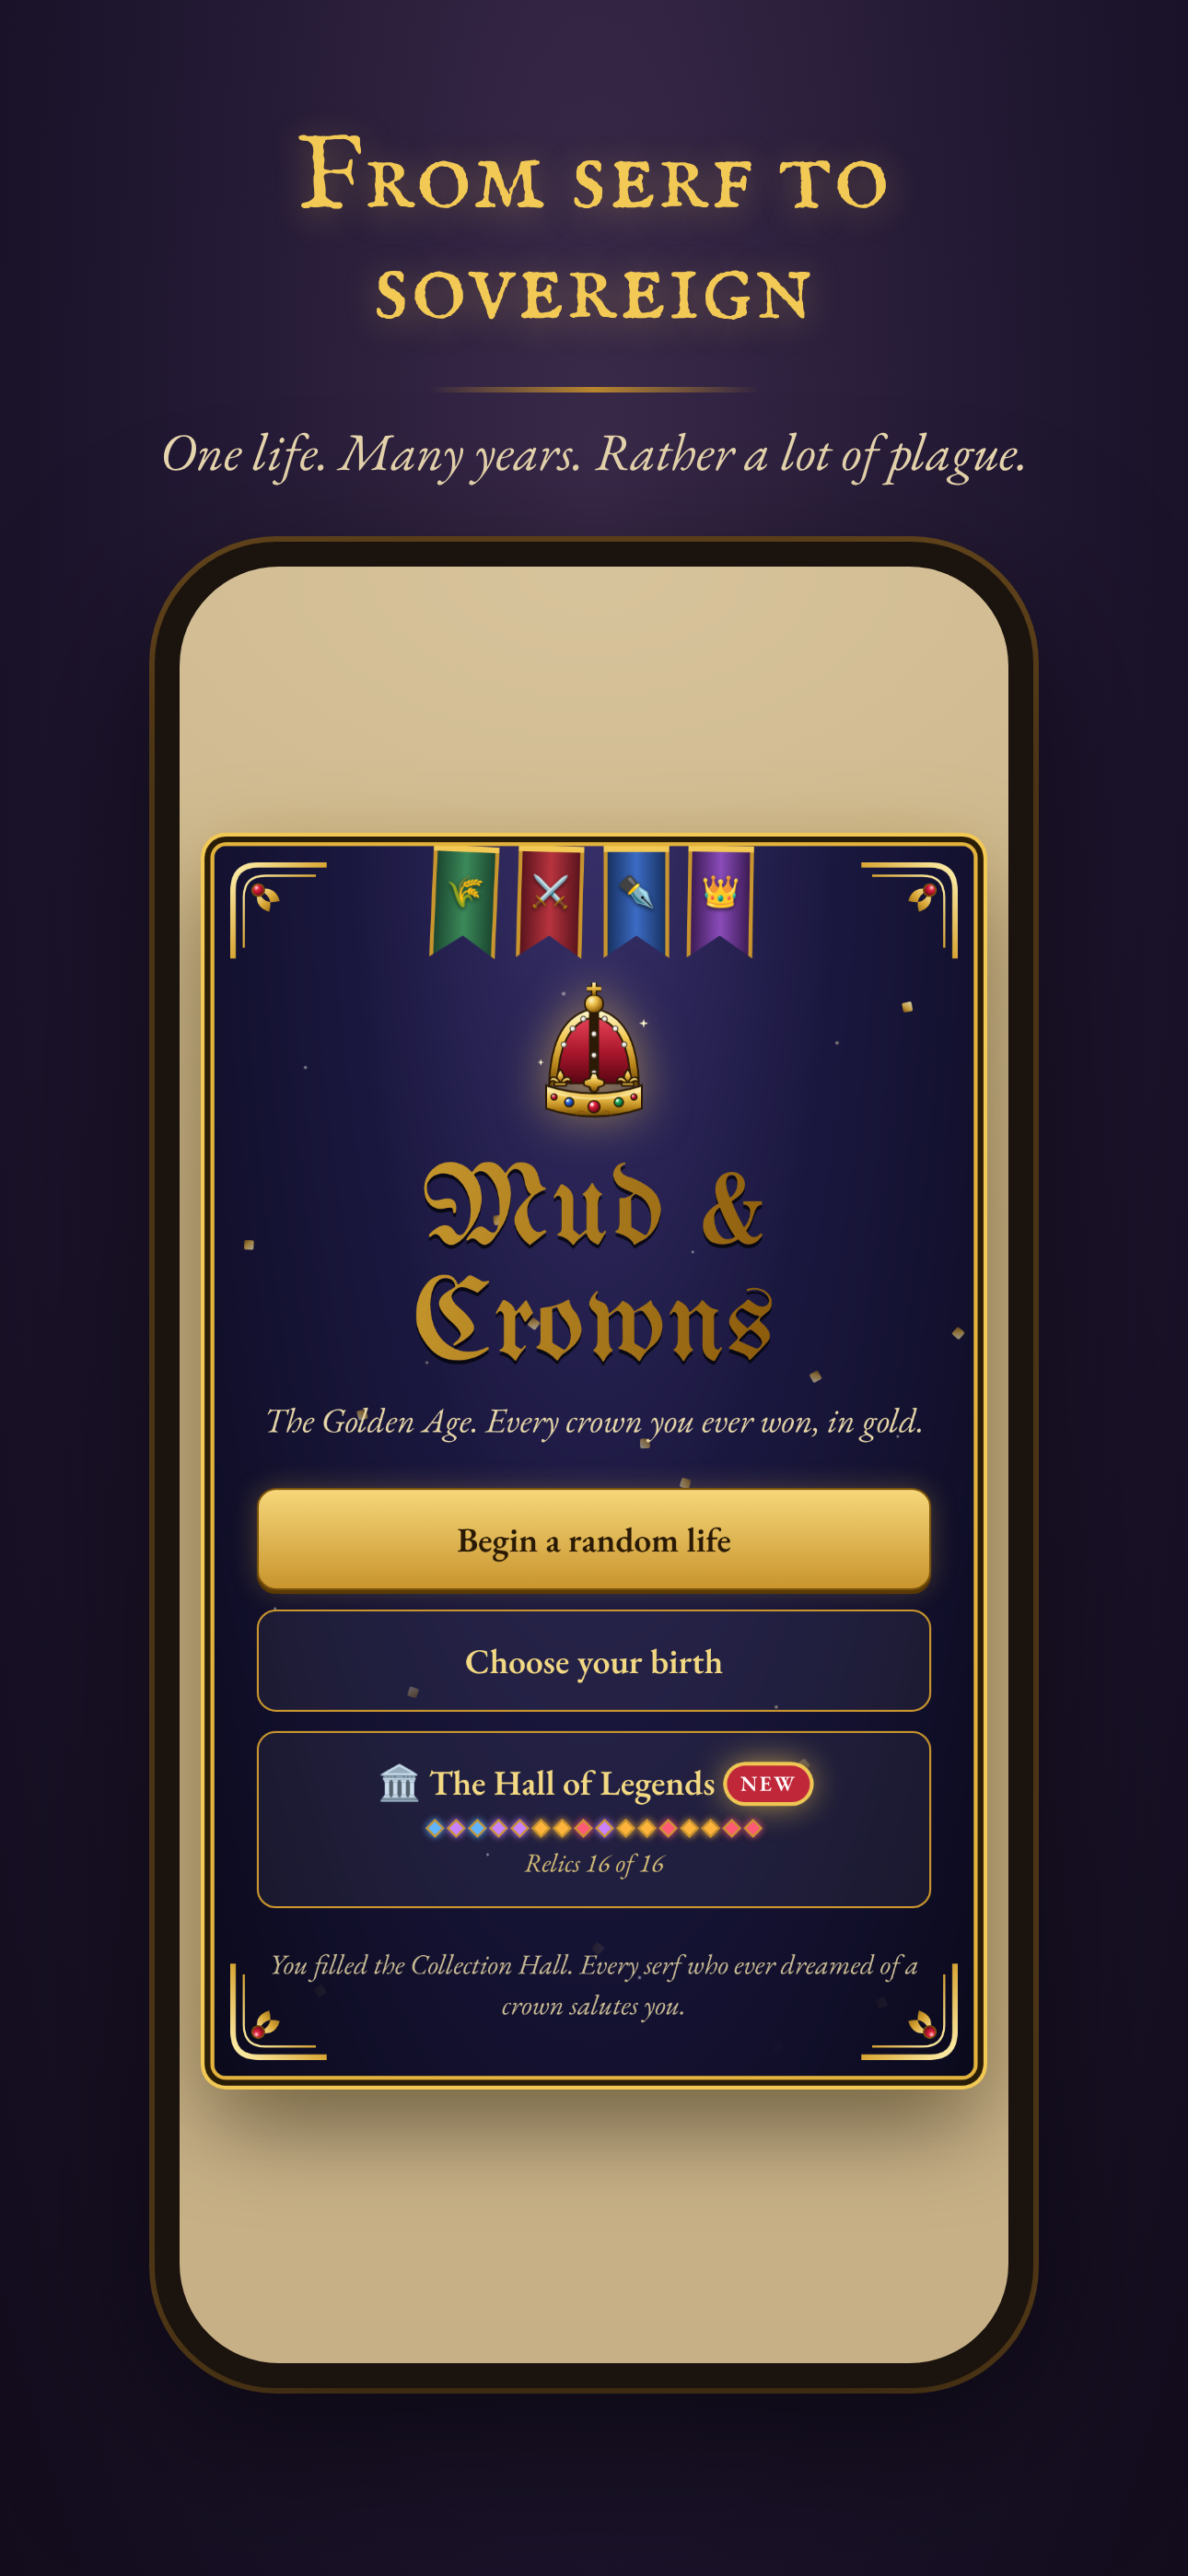 From serf to
sovereign
One life. Many years. Rather a lot of plague.
Mud &
Crowns
The Golden Age. Every crown you ever won, in gold.
Begin a random life
Choose your birth
The Hall of Legends NEW
Relics 16 of 16
You filled the Collection Hall. Every serf who ever dreamed of a
crown salutes you.